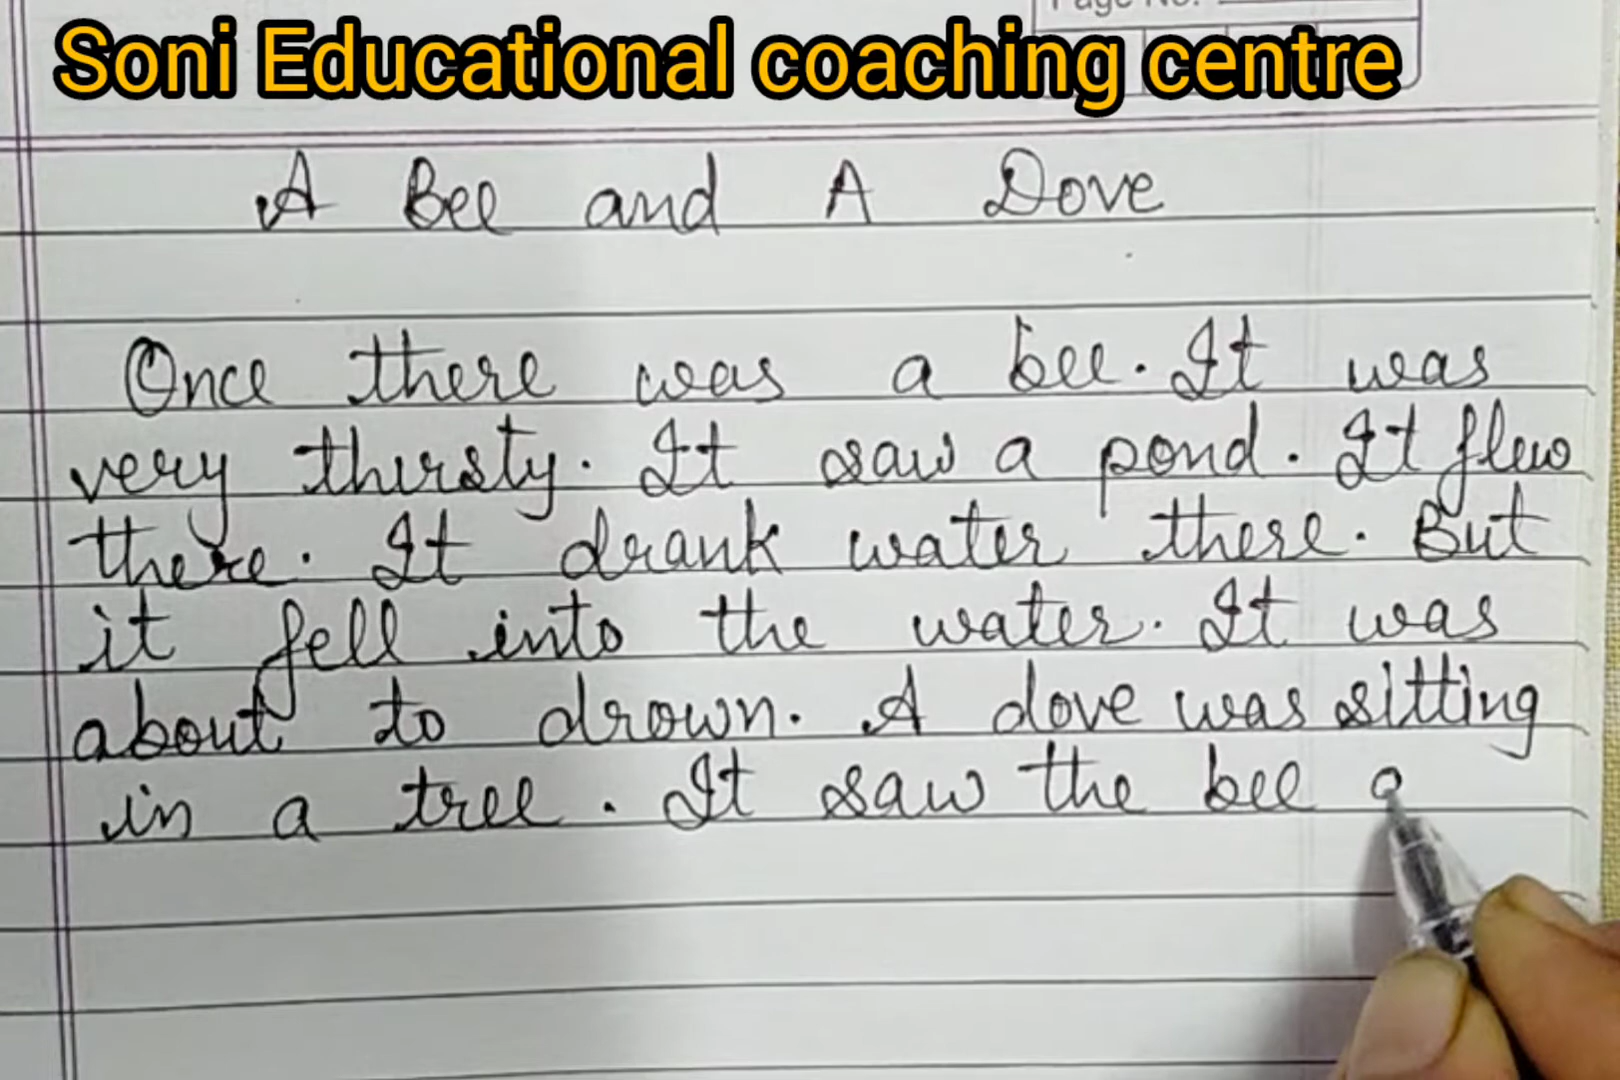 Page No.
Soni Educational coaching centre
A Bee and A Dove
Once there was a bee. It was
very thirsty. It saw a pond. It flew
there. It drank water there. But
it fell into the water. It was
about to drown. A dove was sitting
in a tree. It saw the bee a